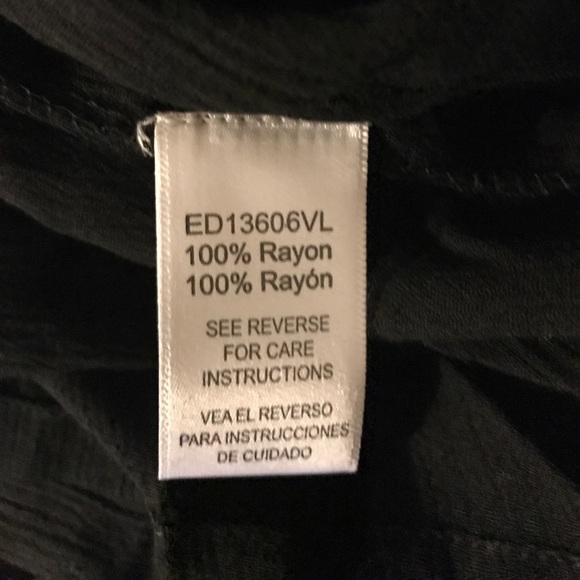 ED13606VL
100% Rayon
100% Rayón
SEE REVERSE
FOR CARE
INSTRUCTIONS
VEA EL REVERSO
PARA INSTRUCCIONES
DE CUIDADO